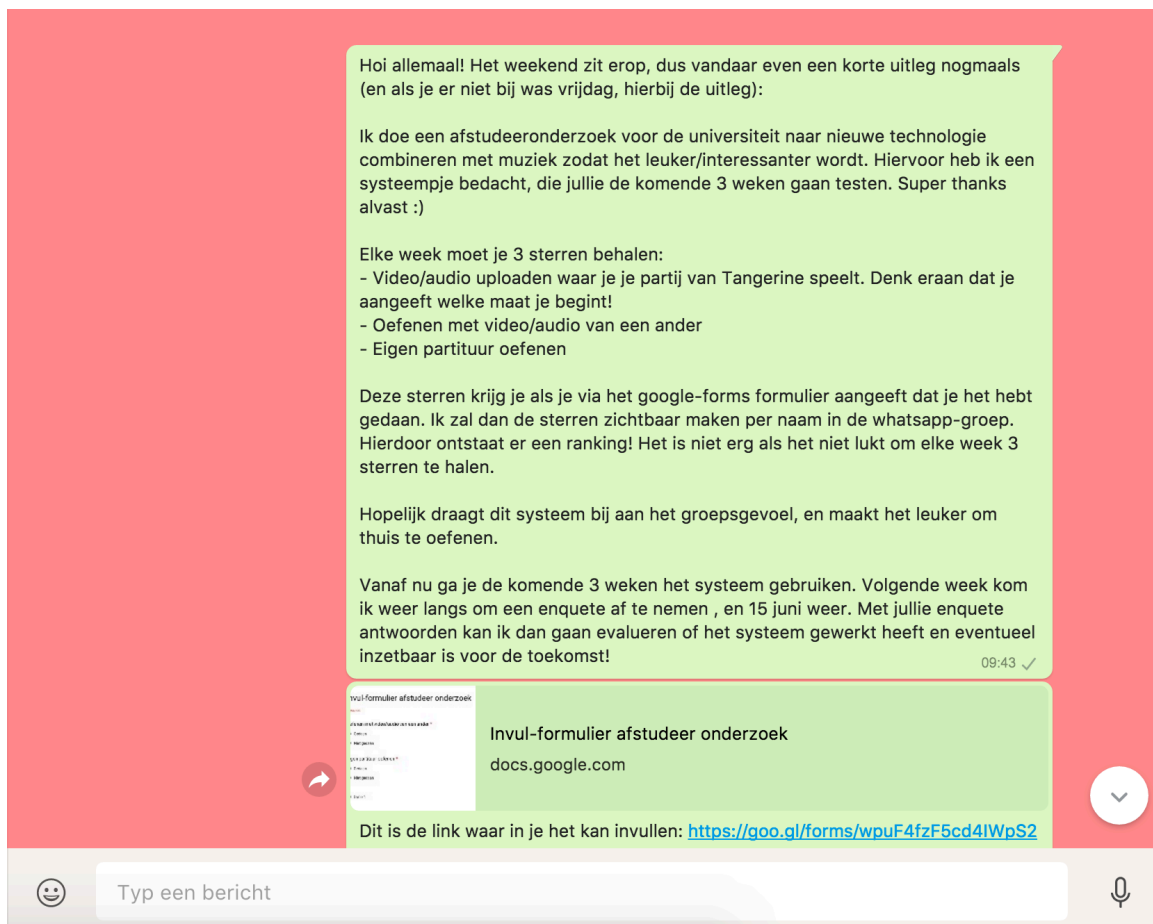 Hoi allemaal! Het weekend zit erop, dus vandaar even een korte uitleg nogmaals
(en als je er niet bij was vrijdag, hierbij de uitleg):
Ik doe een afstudeeronderzoek voor de universiteit naar nieuwe technologie
combineren met muziek zodat het leuker/interessanter wordt. Hiervoor heb ik een
systeempje bedacht, die jullie de komende 3 weken gaan testen. Super thanks
alvast :)
Elke week moet je 3 sterren behalen:
- Video/audio uploaden waar je je partij van Tangerine speelt. Denk eraan dat je
aangeeft welke maat je begint!
- Oefenen met video/audio van een ander
- Eigen partituur oefenen
Deze sterren krijg je als je via het google-forms formulier aangeeft dat je het hebt
gedaan. Ik zal dan de sterren zichtbaar maken per naam in de whatsapp-groep.
Hierdoor ontstaat er een ranking! Het is niet erg als het niet lukt om elke week 3
sterren te halen.
Hopelijk draagt dit systeem bij aan het groepsgevoel, en maakt het leuker om
thuis te oefenen.
Vanaf nu ga je de komende 3 weken het systeem gebruiken. Volgende week kom
ik weer langs om een enquete af te nemen , en 15 juni weer. Met jullie enquete
antwoorden kan ik dan gaan evalueren of het systeem gewerkt heeft en eventueel
inzetbaar is voor de toekomst!
09:43
nvul-formulier afstudeer onderzoek
Invul-formulier afstudeer onderzoek
docs.google.com
Dit is de link waar in je het kan invullen: https://goo.gl/forms/wpuF4fzF5cd4IWpS2
Typ een bericht